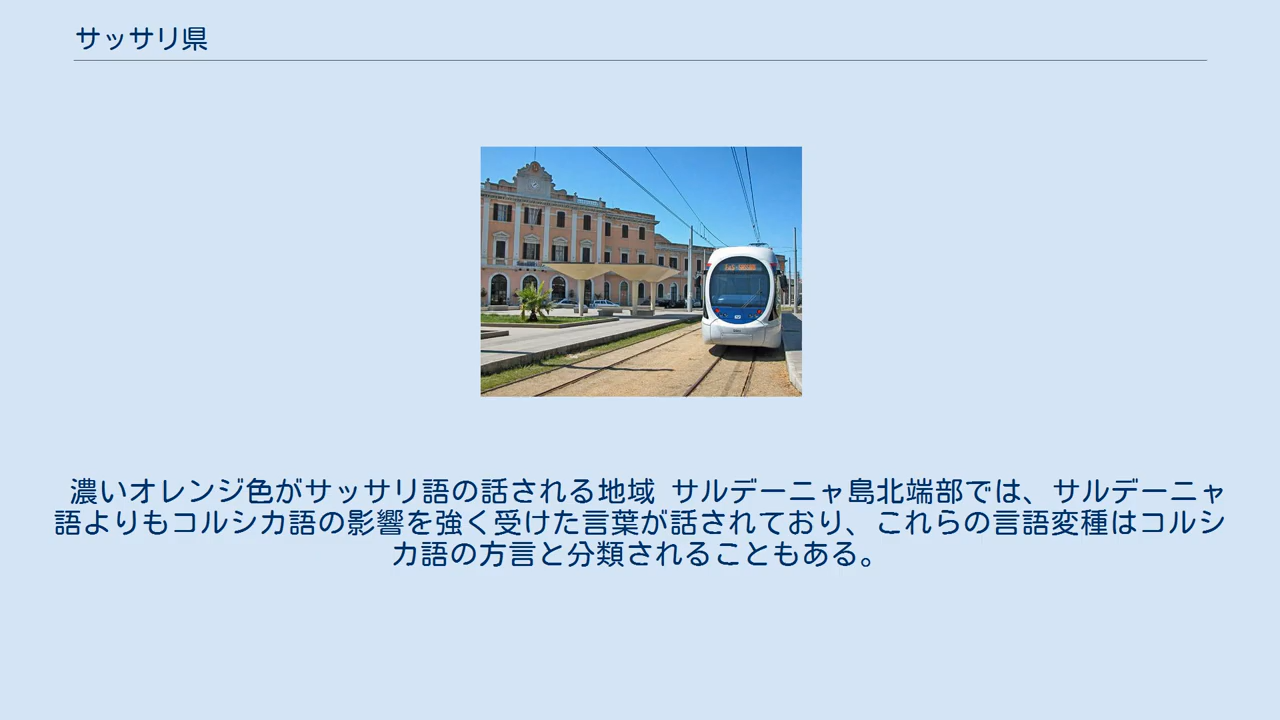 サッサリ県
濃いオレンジ色がサッサリ語の話される地域 サルデーニャ島北端部では、サルデーニャ
語よりもコルシカ語の影響を強く受けた言葉が話されており、これらの言語変種はコルシ
カ語の方言と分類されることもある。